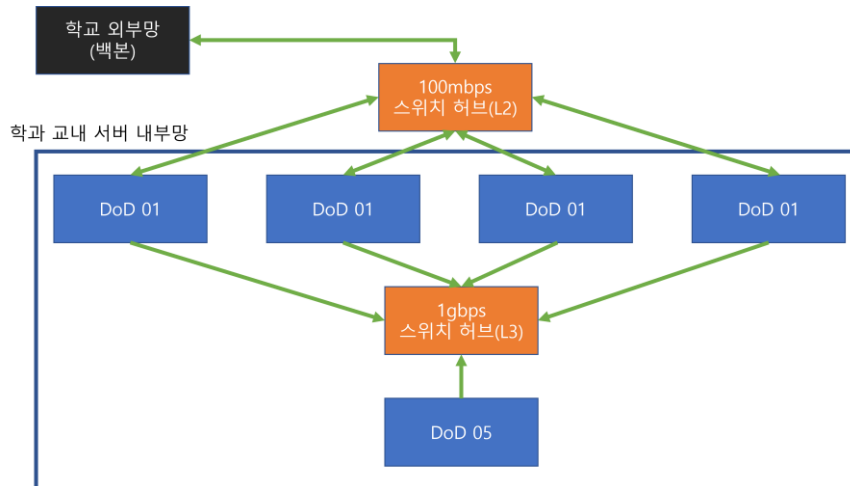 학교 외부망
(백본)
100mbps
스위치 허브(L2)
학과 교내 서버 내부망
DoD 01
DoD 01
DoD 01
DoD 01
1gbps
스위치 허브(L3)
DoD 05